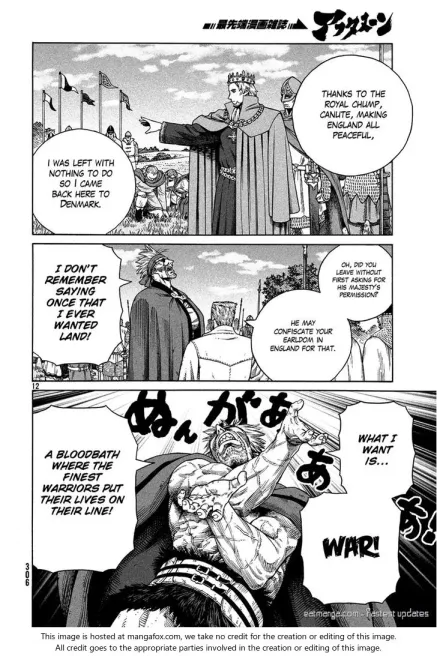 最先端漫画雑誌
アフタヌーン
THANKS TO THE
ROYAL CHUMP,
CANUTE, MAKING
ENGLAND ALL
PEACEFUL,
I WAS LEFT WITH
NOTHING TO DO
SO I CAME
BACK HERE TO
DENMARK.
OH, DID YOU
LEAVE WITHOUT
FIRST ASKING FOR
HIS MAJESTY'S
PERMISSION?
I DON'T
REMEMBER
SAYING
ONCE THAT
I EVER
WANTED
LAND!
HE MAY
CONFISCATE YOUR
EARLDOM IN
ENGLAND FOR THAT.
12
ぬんがあ
あ
あ!
WHAT I
WANT
IS...
A BLOODBATH
WHERE THE
FINEST
WARRIORS PUT
THEIR LIVES ON
THEIR LINE!
WAR!
306
eatmanga.com - Fastest updates
This image is hosted at mangafox.com, we take no credit for the creation or editing of this image.
All credit goes to the appropriate parties involved in the creation or editing of this image.